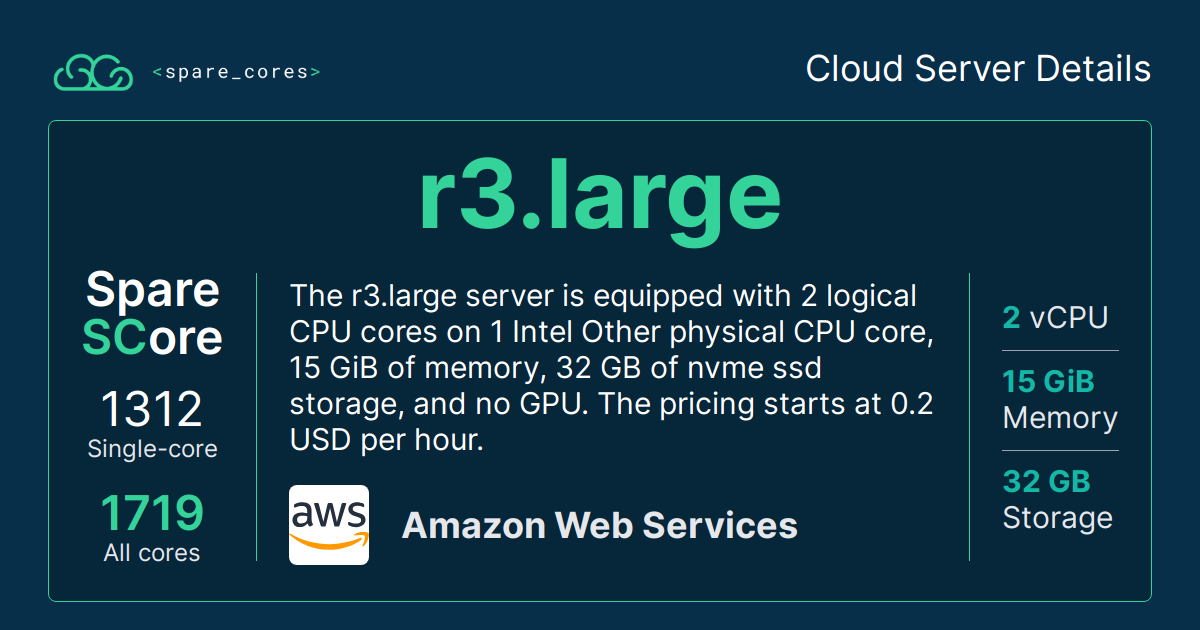 <spare_cores>
Cloud Server Details
r3.large
Spare
SCore
1312
Single-core
1719
All cores
The r3.large server is equipped with 2 logical
CPU cores on 1 Intel Other physical CPU core,
15 GiB of memory, 32 GB of nvme ssd
storage, and no GPU. The pricing starts at 0.2
USD per hour.
aws
Amazon Web Services
2 vCPU
15 GiB
Memory
32 GB
Storage